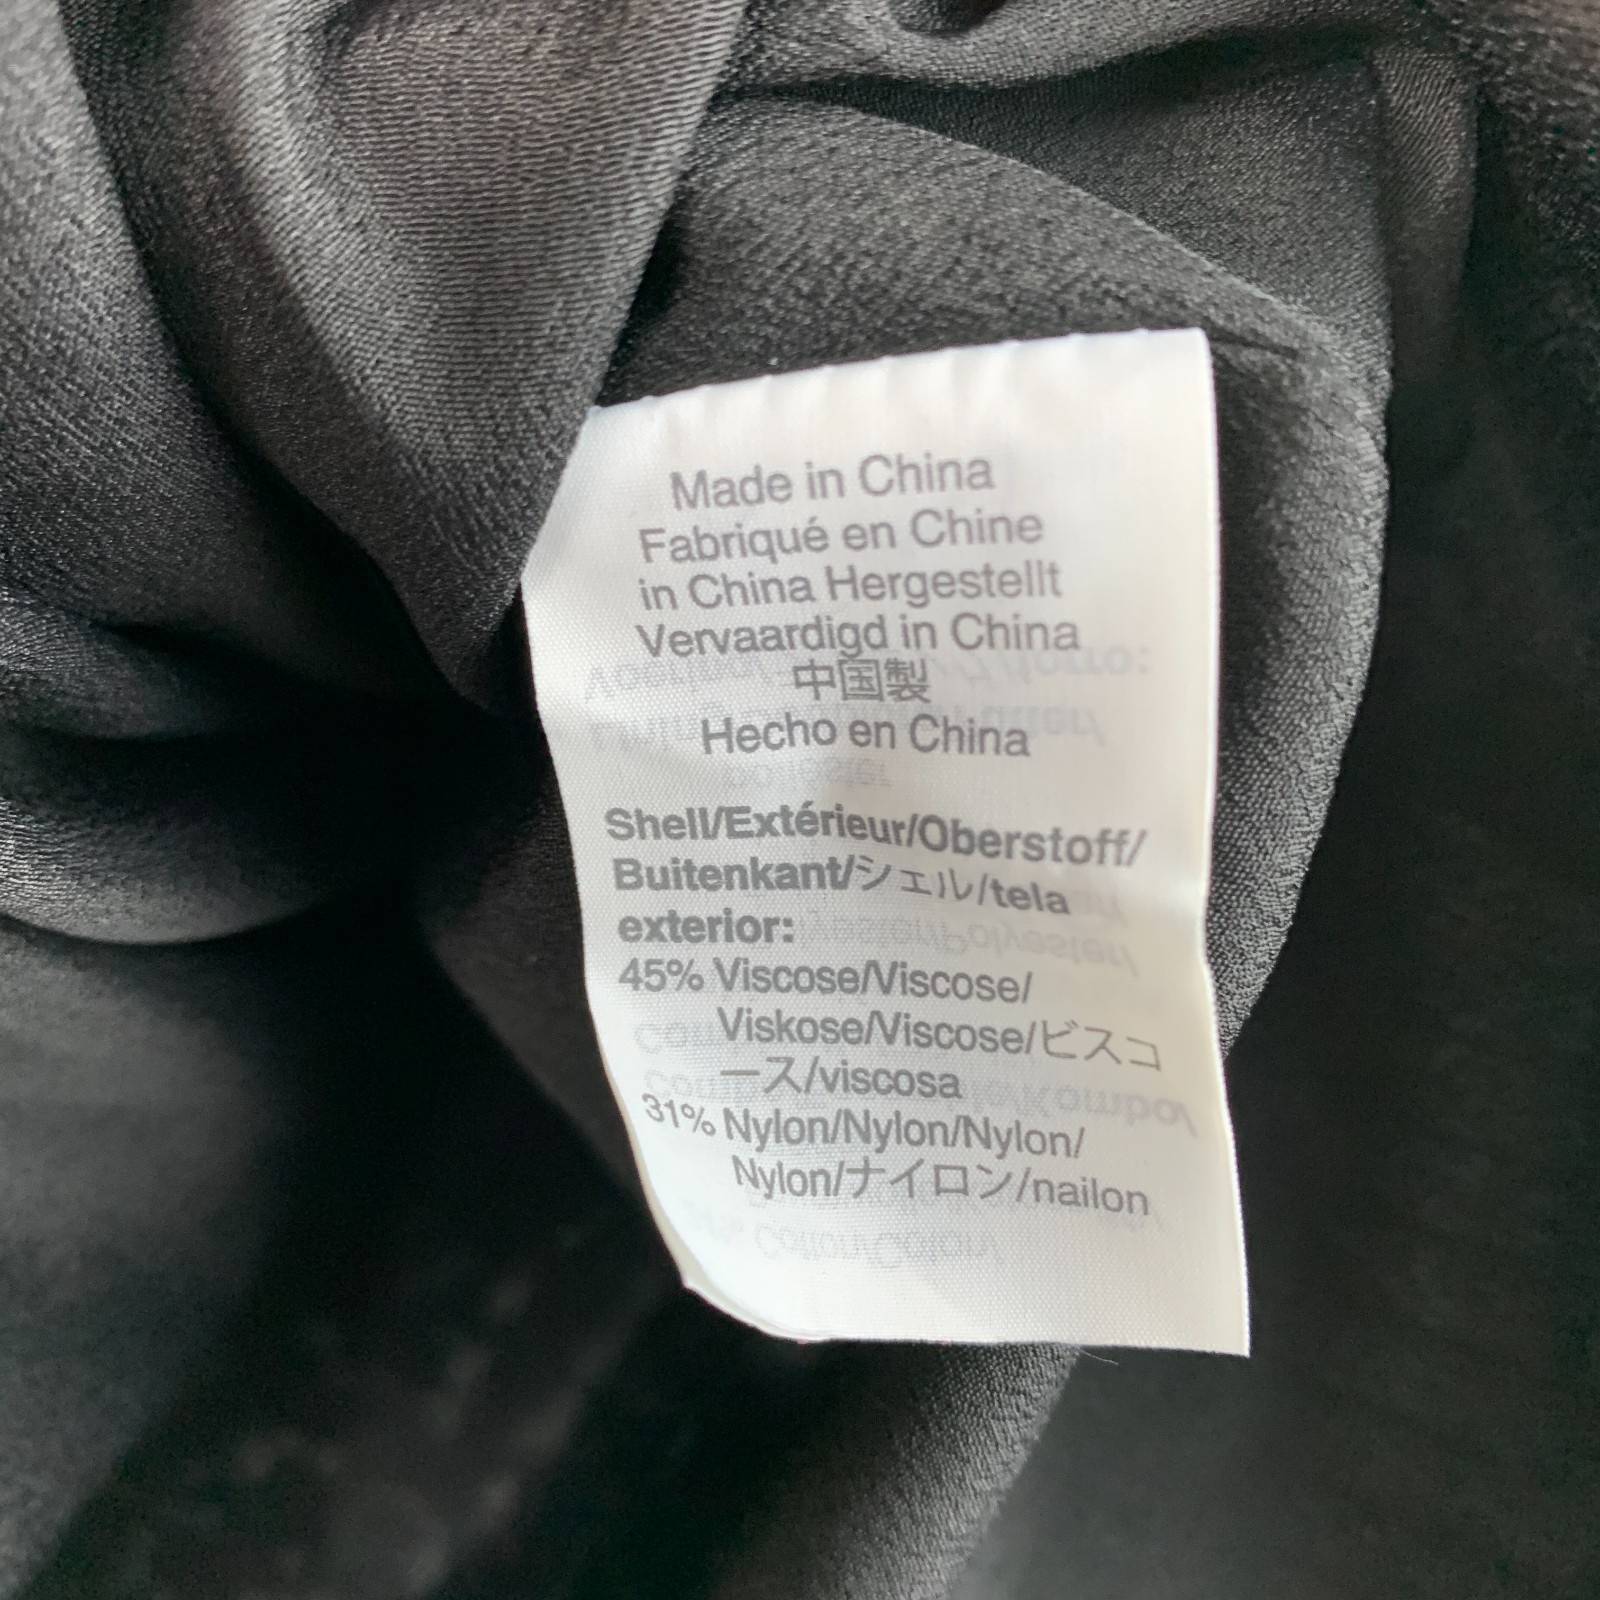 Made in China
Fabriqué en Chine
in China Hergestellt
Vervaardigd in China
中国製
Hecho en China
Shell/Extérieur/Oberstoff/
Buitenkant/シェル/tela
exterior:
45% Viscose/Viscose/
Viskose/Viscose/ビスコ
ース/viscosa
31% Nylon/Nylon/Nylon/
Nylon/ナイロン/nailon